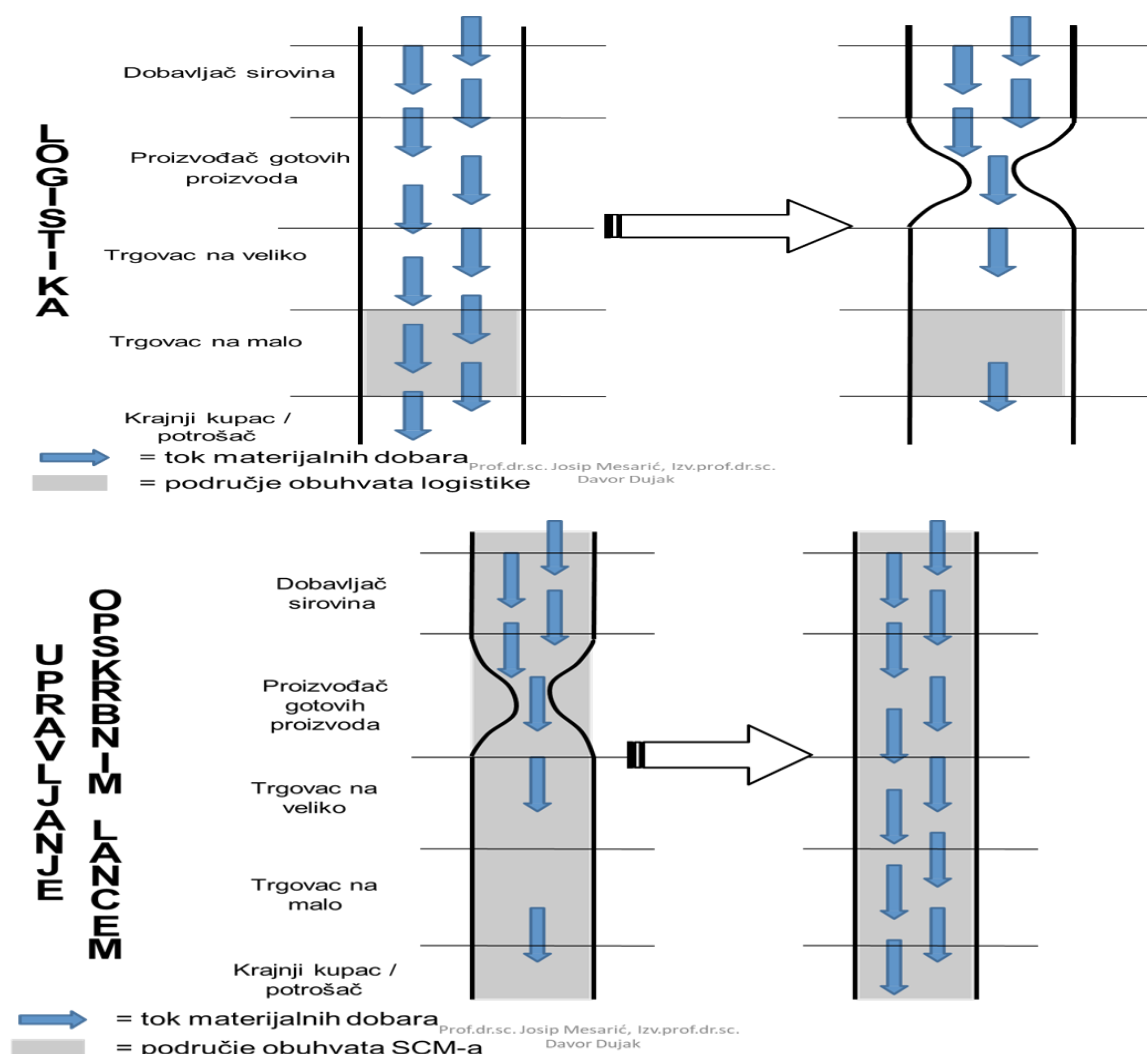 LOGISTIKA
Dobavljač sirovina
Proizvođač gotovih
proizvoda
Trgovac na veliko
Trgovac na malo
Krajnji kupac /
potrošač
= tok materijalnih dobara
= područje obuhvata logistike
Prof.dr.sc. Josip Mesarić, Izv.prof.dr.sc.
Davor Dujak
UPRAVLJANJE
OPSKRBNIM LANCEM
Dobavljač
sirovina
Proizvođač
gotovih
proizvoda
Trgovac na
veliko
Trgovac na
malo
Krajnji kupac /
potrošač
= tok materijalnih dobara
= područje obuhvata SCM-a
Prof.dr.sc. Josip Mesarić, Izv.prof.dr.sc.
Davor Dujak